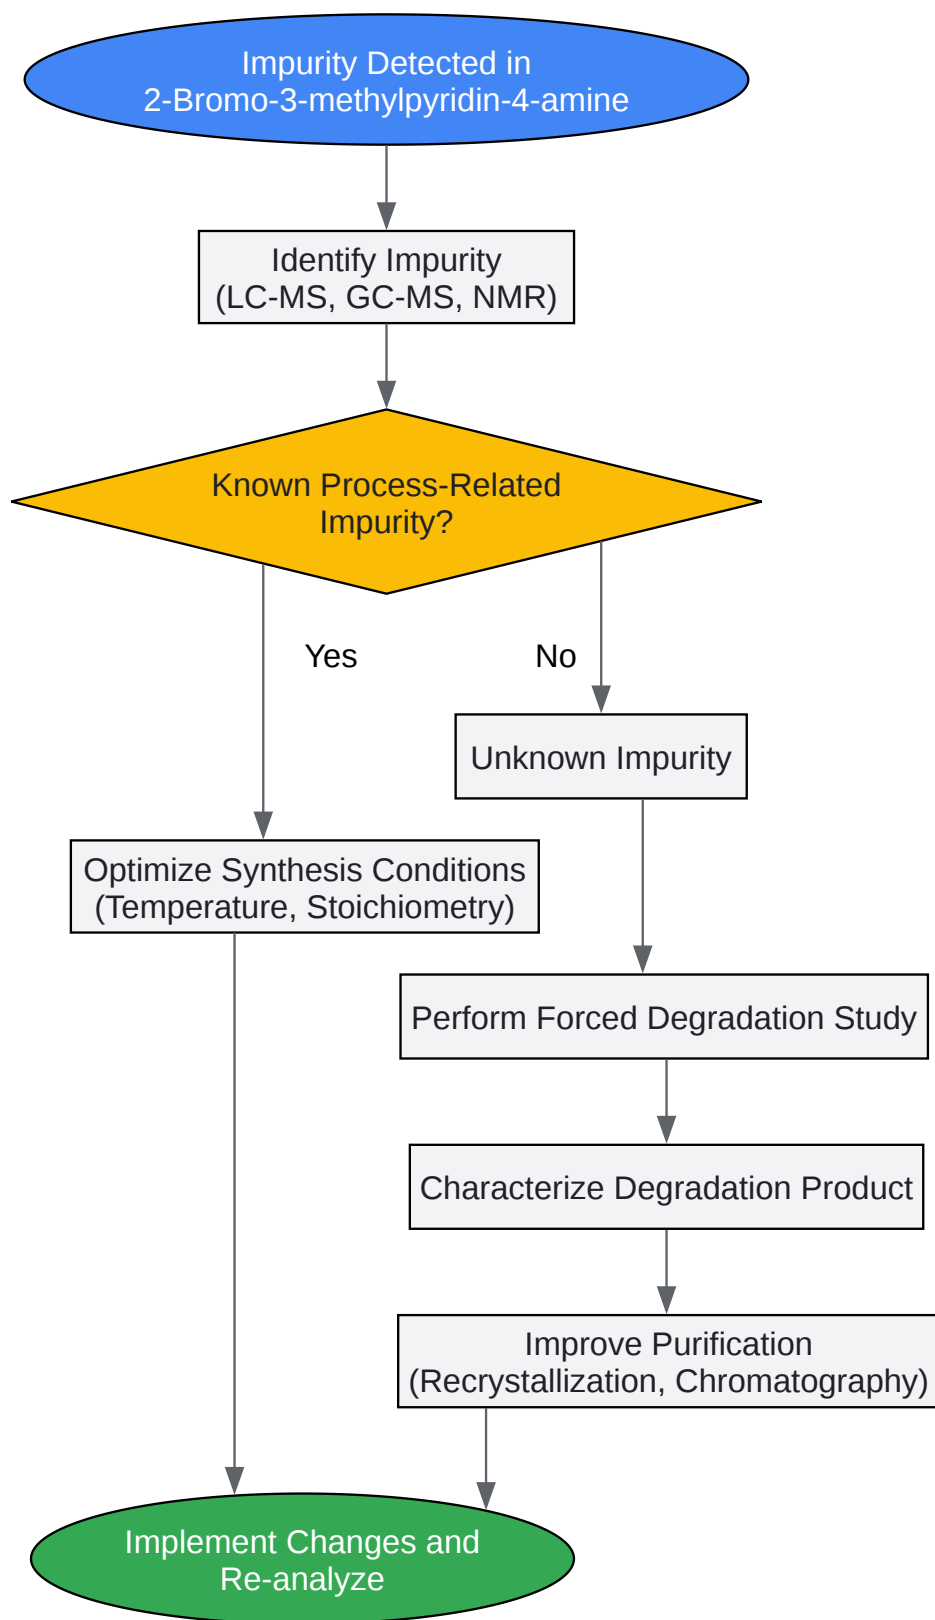 Impurity Detected in
2-Bromo-3-methylpyridin-4-amine
Identify Impurity
(LC-MS, GC-MS, NMR)
Known Process-Related
Impurity?
Yes
No
Unknown Impurity
Optimize Synthesis Conditions
(Temperature, Stoichiometry)
Perform Forced Degradation Study
Characterize Degradation Product
Improve Purification
(Recrystallization, Chromatography)
Implement Changes and
Re-analyze